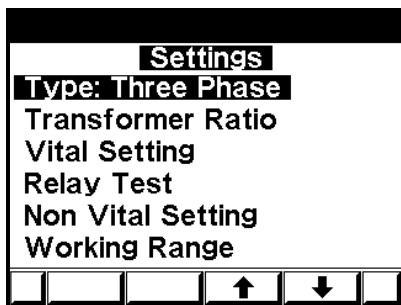 Settings
Type: Three Phase
Transformer Ratio
Vital Setting
Relay Test
Non Vital Setting
Working Range